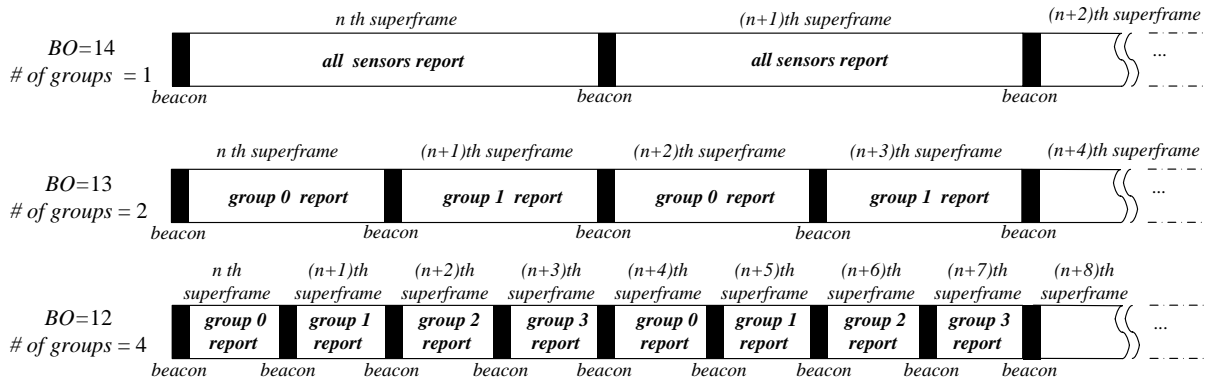 n th superframe (n+1)th superframe (n+2)th superframe
BO=14
# of groups = 1
all sensors report all sensors report ...
beacon beacon beacon
n th superframe (n+1)th superframe (n+2)th superframe (n+3)th superframe (n+4)th superframe
BO=13
# of groups = 2
group 0 report group 1 report group 0 report group 1 report ...
beacon beacon beacon beacon beacon
n th (n+1)th (n+2)th (n+3)th (n+4)th (n+5)th (n+6)th (n+7)th (n+8)th
superframe superframe superframe superframe superframe superframe superframe superframe superframe
BO=12
# of groups = 4
group 0 group 1 group 2 group 3 group 0 group 1 group 2 group 3 ...
report report report report report report report report
beacon beacon beacon beacon beacon beacon beacon beacon beacon